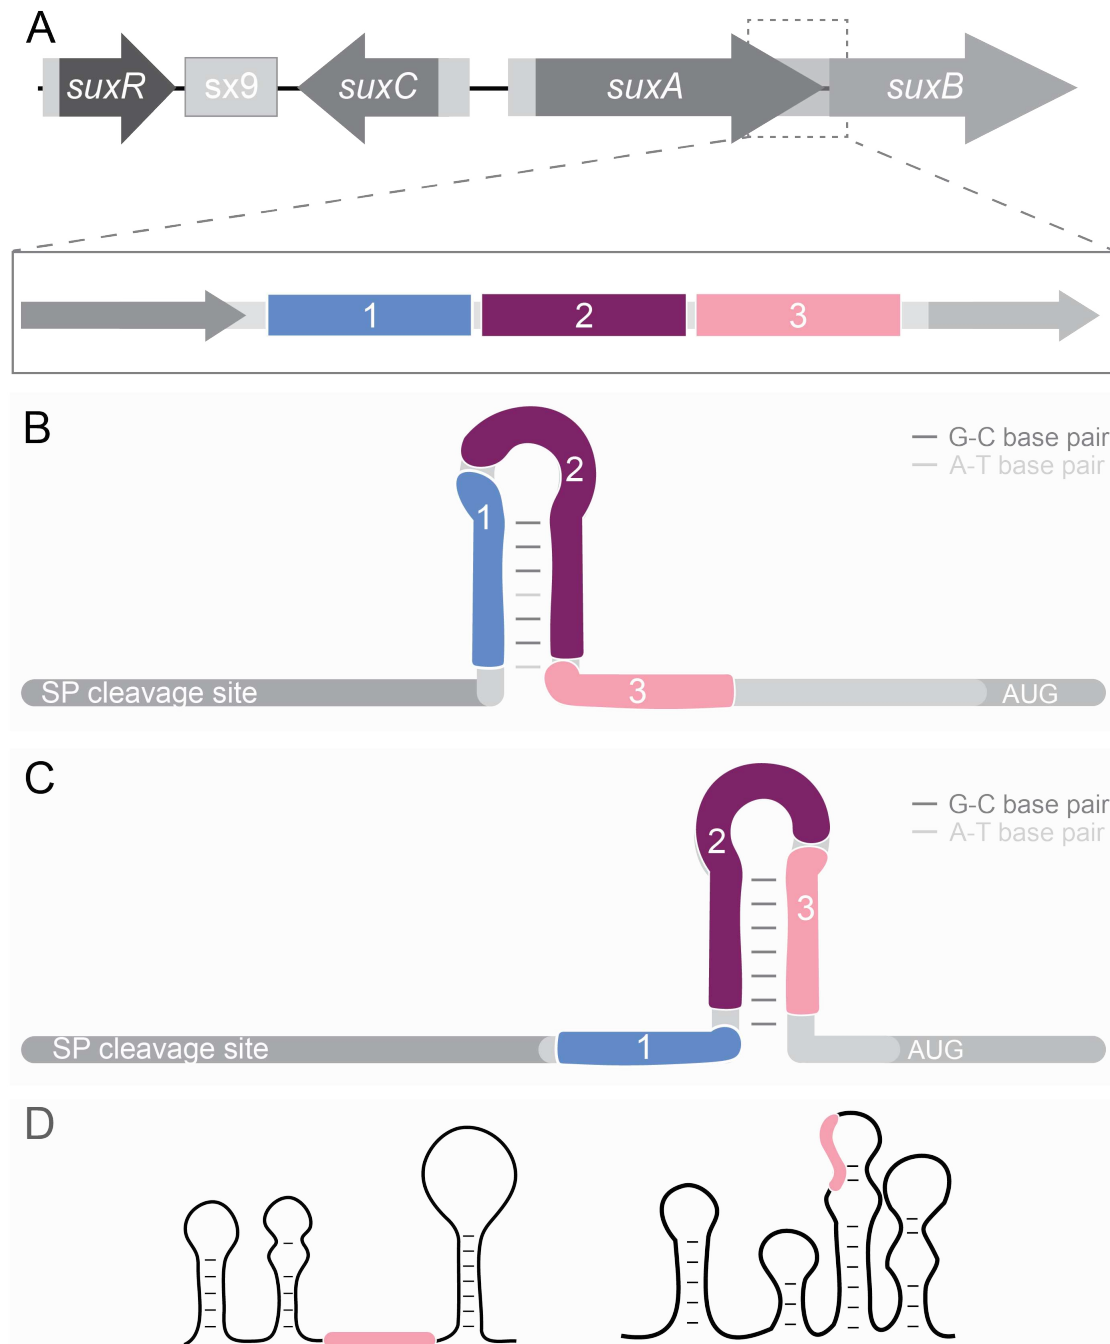 A
suxR sx9 suxC suxA suxB
1 2 3
B
G-C base pair
A-T base pair
2
1
SP cleavage site 3 AUG
C
G-C base pair
A-T base pair
2
3
SP cleavage site 1 AUG
D